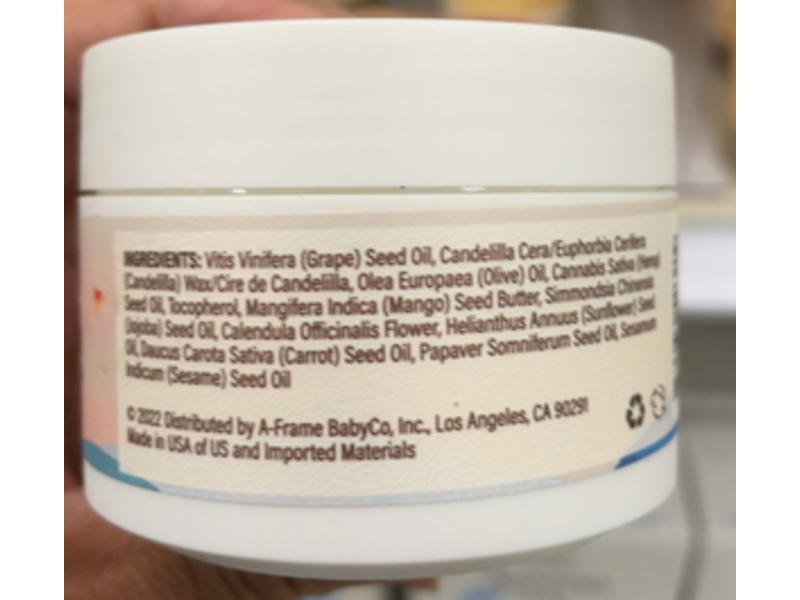 INGREDIENTS: Vitis Vinifera (Grape) Seed Oil, Candelilla Cera/Euphorbia Cerifera
(Candelilla) Wax/Cire de Candelilla, Olea Europaea (Olive) Oil, Cannabis Sativa (Hemp)
Seed Oil, Tocopherol, Mangifera Indica (Mango) Seed Butter, Simmondsia Chinensis
(Jojoba) Seed Oil, Calendula Officinalis Flower, Helianthus Annuus (Sunflower) Seed
Oil, Daucus Carota Sativa (Carrot) Seed Oil, Papaver Somniferum Seed Oil, Sesamum
Indicum (Sesame) Seed Oil
© 2022 Distributed by A-Frame BabyCo, Inc., Los Angeles, CA 90291
Made in USA of US and Imported Materials